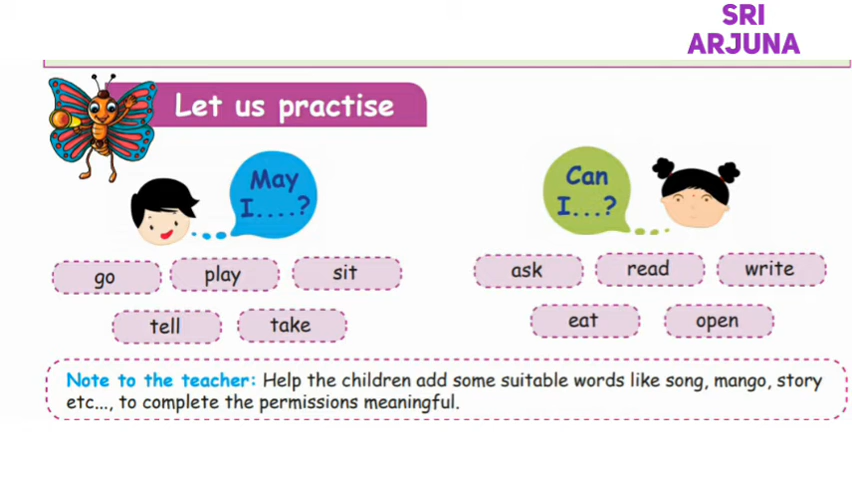 SRI
ARJUNA
Let us practise
May
I....?
Can
I...?
go
play
sit
tell
take
ask
read
write
eat
open
Note to the teacher: Help the children add some suitable words like song, mango, story
etc..., to complete the permissions meaningful.